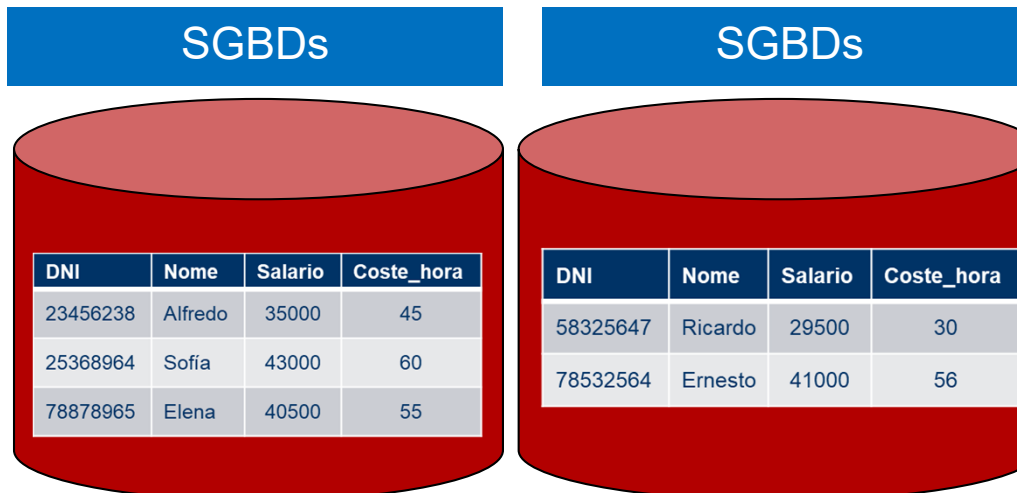 SGBDs
DNI Nome Salario Coste_hora
23456238 Alfredo 35000 45
25368964 Sofía 43000 60
78878965 Elena 40500 55
SGBDs
DNI Nome Salario Coste_hora
58325647 Ricardo 29500 30
78532564 Ernesto 41000 56